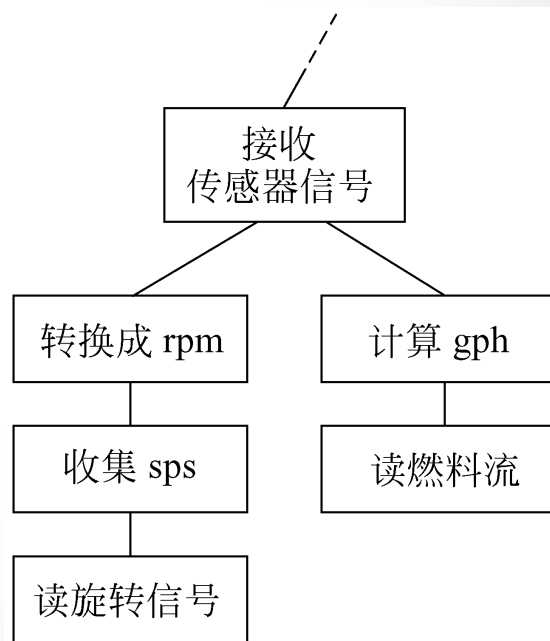 接收
传感器信号
转换成 rpm
计算 gph
收集 sps
读燃料流
读旋转信号